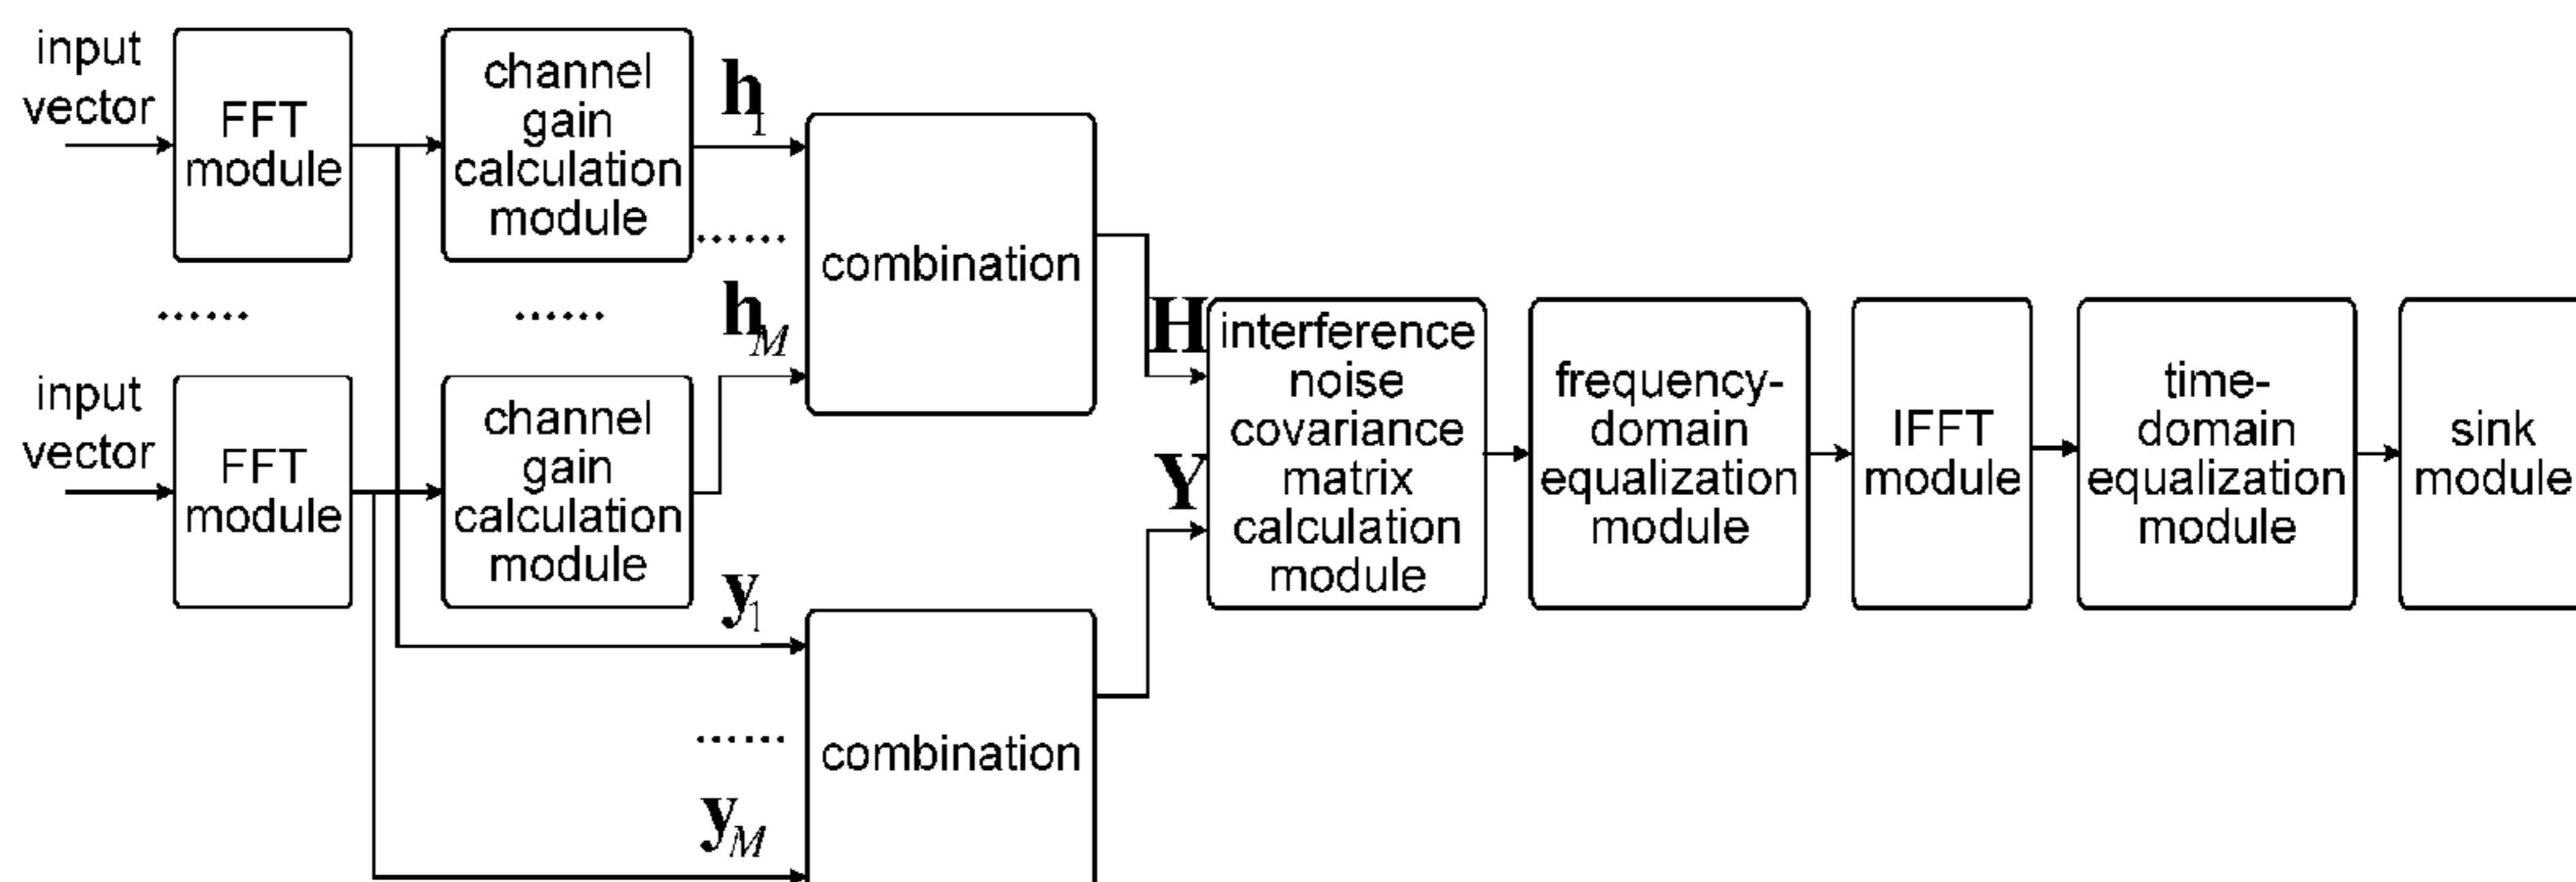 input
vector
FFT
module
channel
gain
calculation
module
h1
......
hM
combination
......
......
input
vector
FFT
module
channel
gain
calculation
module
y1
......
yM
combination
H
Y
interference
noise
covariance
matrix
calculation
module
frequency-
domain
equalization
module
IFFT
module
time-
domain
equalization
module
sink
module